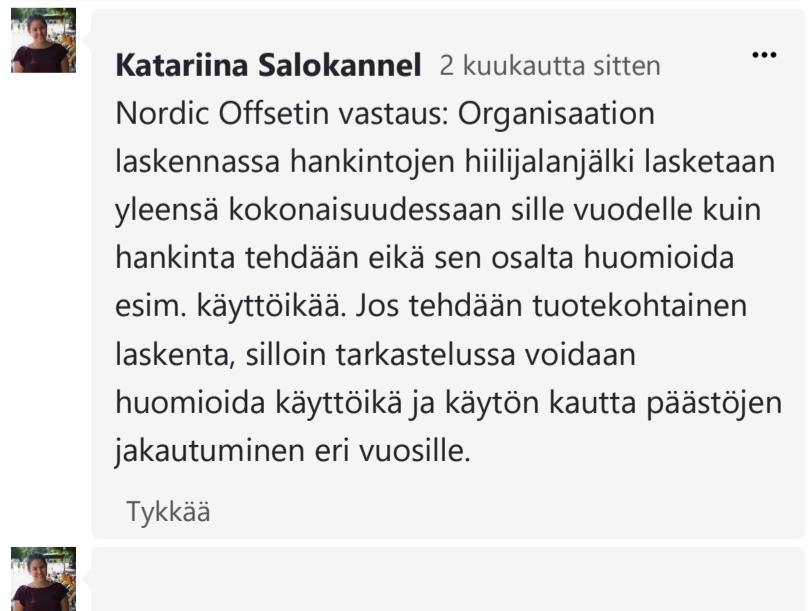 Katariina Salokannel 2 kuukautta sitten
Nordic Offsetin vastaus: Organisaation
laskennassa hankintojen hiilijalanjälki lasketaan
yleensä kokonaisuudessaan sille vuodelle kuin
hankinta tehdään eikä sen osalta huomioida
esim. käyttöikää. Jos tehdään tuotekohtainen
laskenta, silloin tarkastelussa voidaan
huomioida käyttöikä ja käytön kautta päästöjen
jakautuminen eri vuosille.
Tykkää